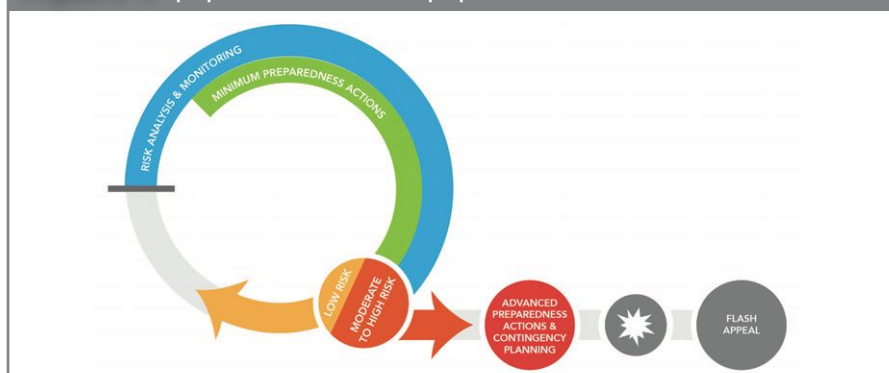 RISK ANALYSIS & MONITORING
MINIMUM PREPAREDNESS ACTIONS
LOW RISK
MODERATE
TO HIGH RISK
ADVANCED
PREPAREDNESS
ACTIONS &
CONTINGENCY
PLANNING
FLASH
APPEAL